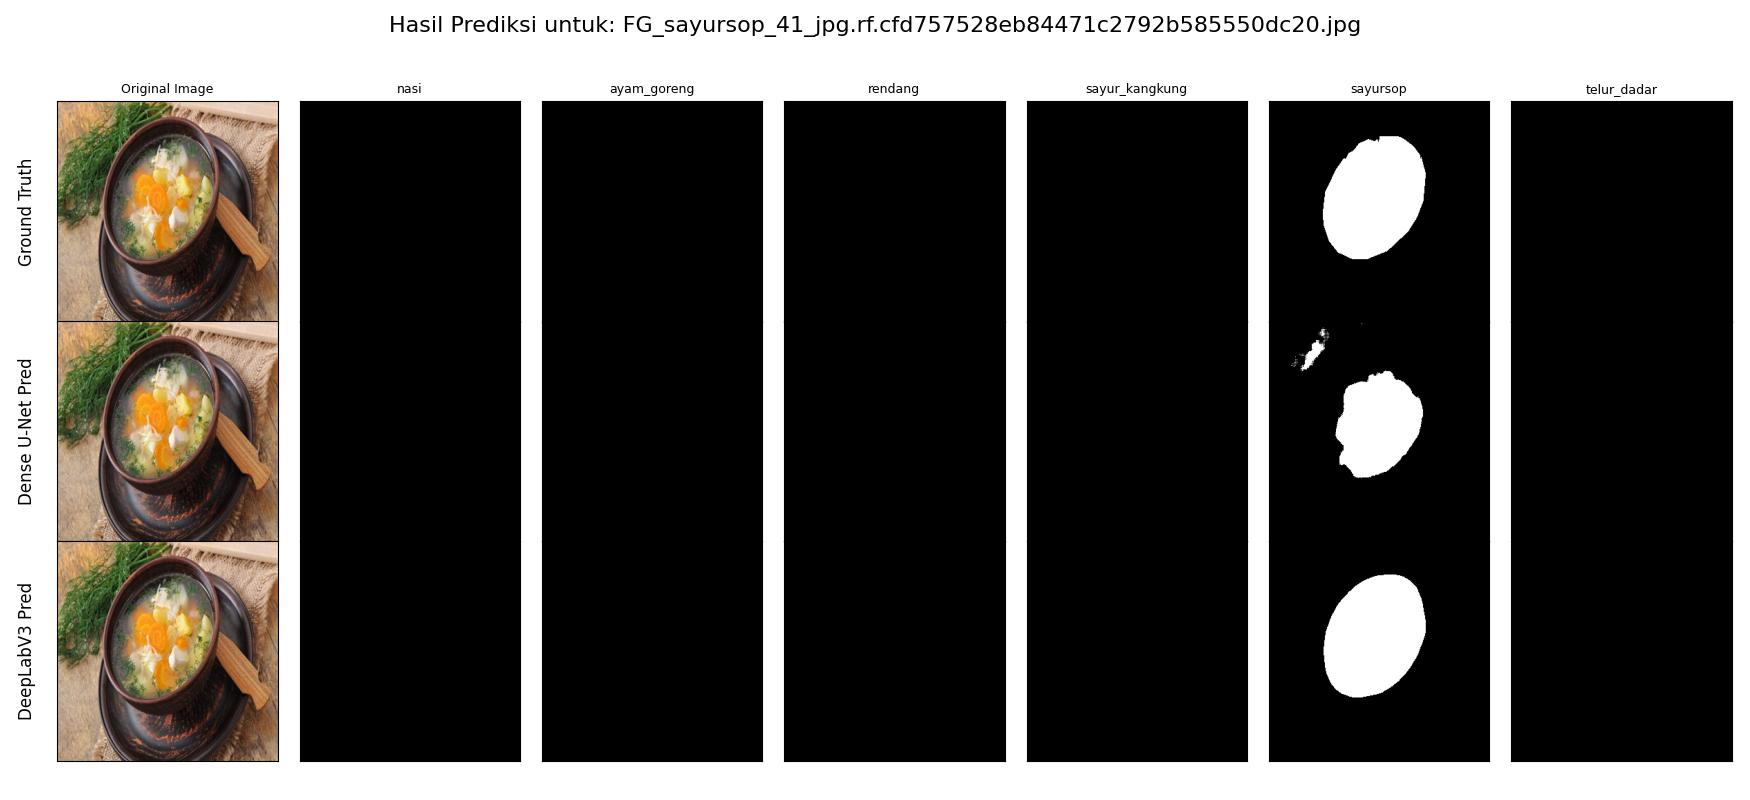 Hasil Prediksi untuk: FG_sayursop_41_jpg.rf.cfd757528eb84471c2792b585550dc20.jpg
Original Image nasi ayam_goreng rendang sayur_kangkung sayursop telur_dadar
Ground Truth
Dense U-Net Pred
DeepLabV3 Pred